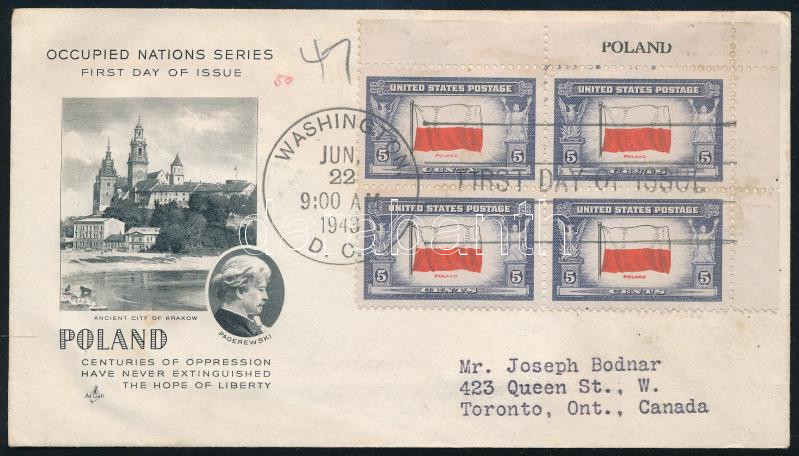 OCCUPIED NATIONS SERIES
FIRST DAY OF ISSUE
47
50
POLAND
UNITED STATES POSTAGE
POLAND
5 CENTS 5
UNITED STATES POSTAGE
POLAND
5 CENTS 5
UNITED STATES POSTAGE
POLAND
5 CENTS 5
UNITED STATES POSTAGE
POLAND
5 CENTS 5
WASHINGTON
JUN.
22
9:00 AM
1943
D. C.
FIRST DAY OF ISSUE
darabanth
ANCIENT CITY OF KRAKOW
PADEREWSKI
POLAND
CENTURIES OF OPPRESSION
HAVE NEVER EXTINGUISHED
THE HOPE OF LIBERTY
Art Craft
Mr. Joseph Bodnar
423 Queen St., W.
Toronto, Ont., Canada